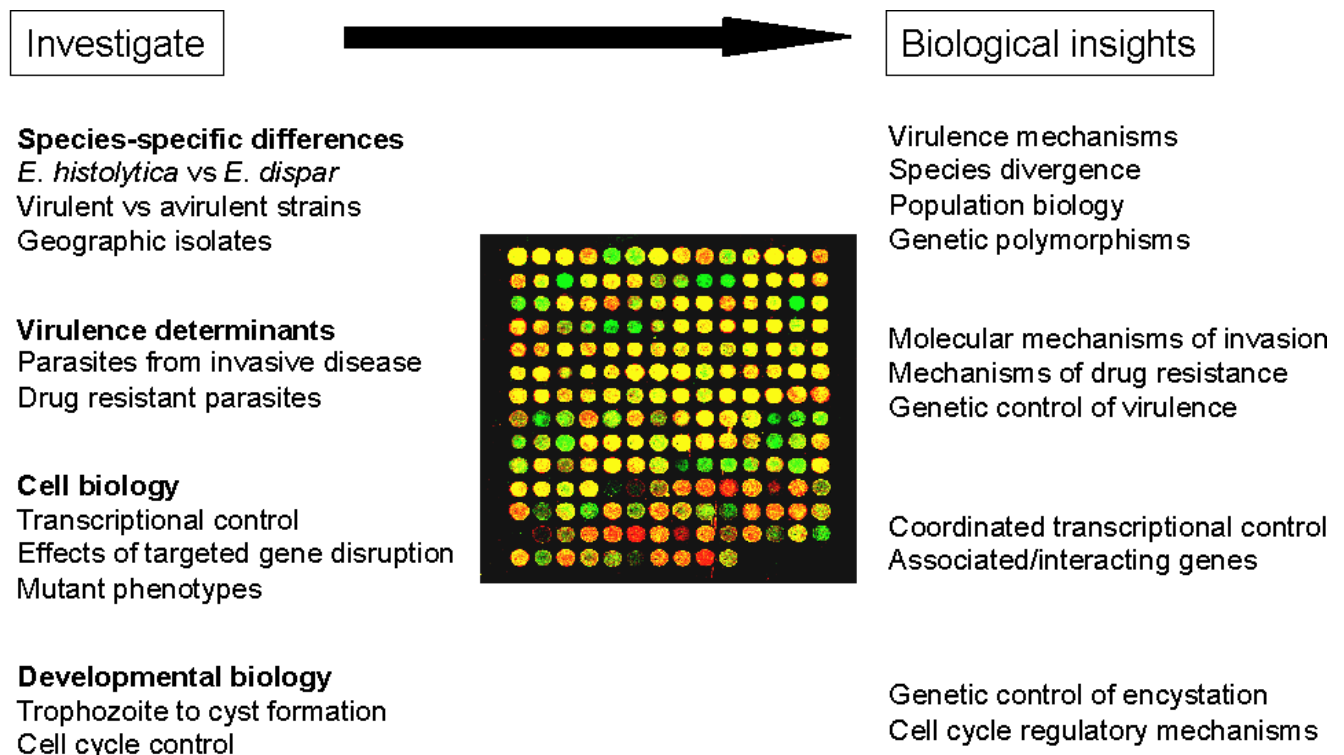 Investigate
Biological insights
Species-specific differences
E. histolytica vs E. dispar
Virulent vs avirulent strains
Geographic isolates
Virulence mechanisms
Species divergence
Population biology
Genetic polymorphisms
Virulence determinants
Parasites from invasive disease
Drug resistant parasites
Molecular mechanisms of invasion
Mechanisms of drug resistance
Genetic control of virulence
Cell biology
Transcriptional control
Effects of targeted gene disruption
Mutant phenotypes
Coordinated transcriptional control
Associated/interacting genes
Developmental biology
Trophozoite to cyst formation
Cell cycle control
Genetic control of encystation
Cell cycle regulatory mechanisms